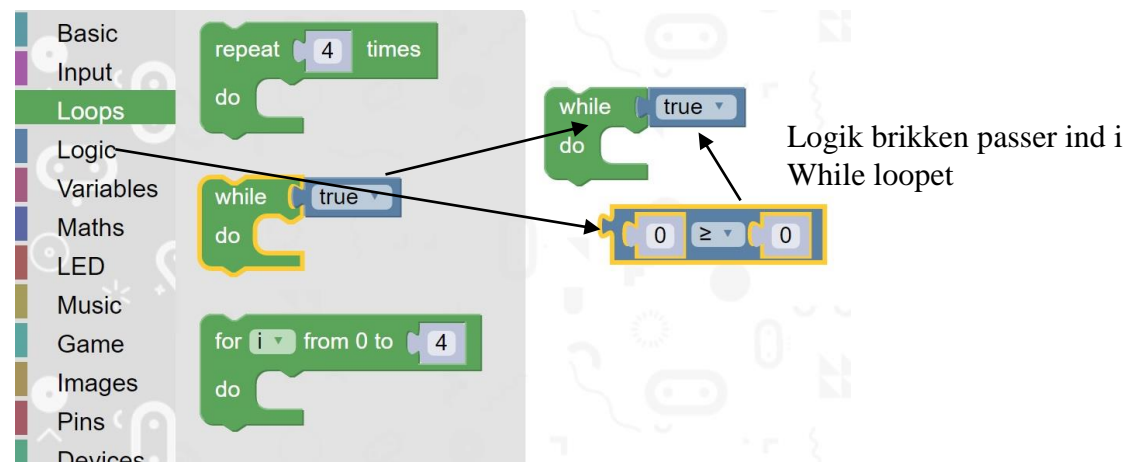 Basic
Input
Loops
Logic
Variables
Maths
LED
Music
Game
Images
Pins
Devices
repeat 4 times
do
while true
do
for i from 0 to 4
do
while true
do
0 ≥ 0
Logik brikken passer ind i
While loopet